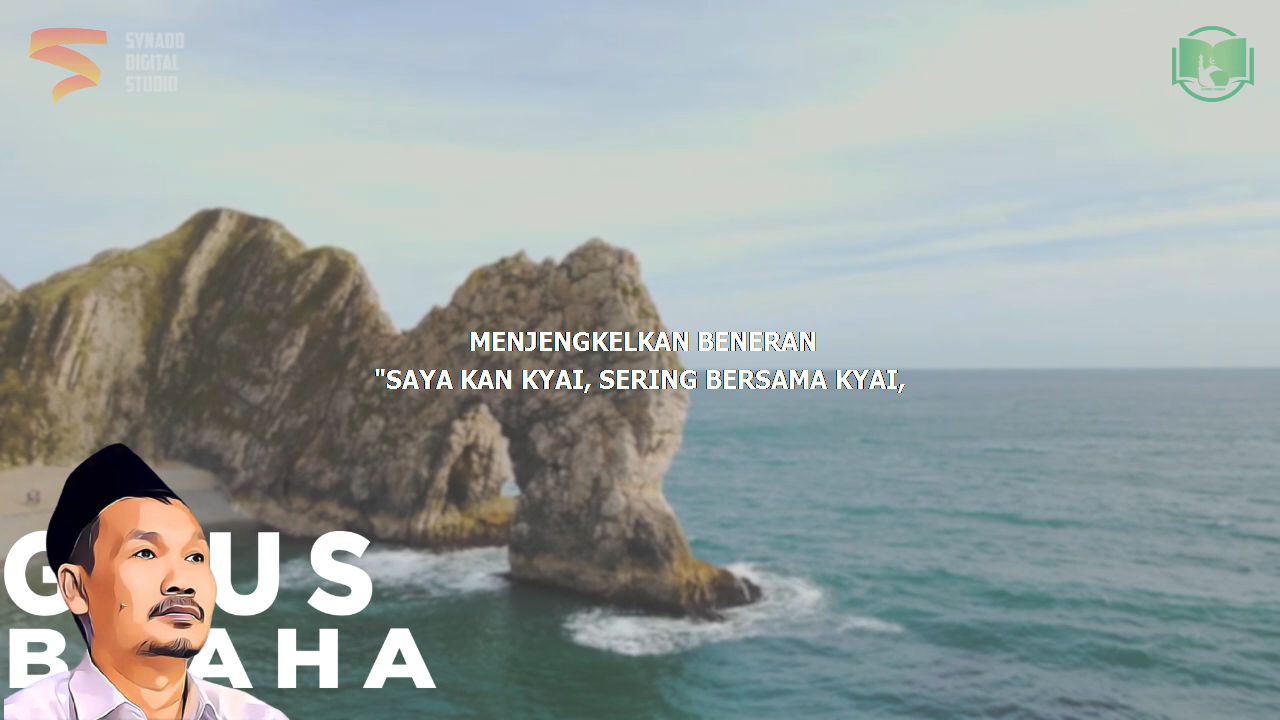 SYNADO
DIGITAL
STUDIO
MENJENGKELKAN BENERAN
"SAYA KAN KYAI, SERING BERSAMA KYAI,
GUS
BAHA